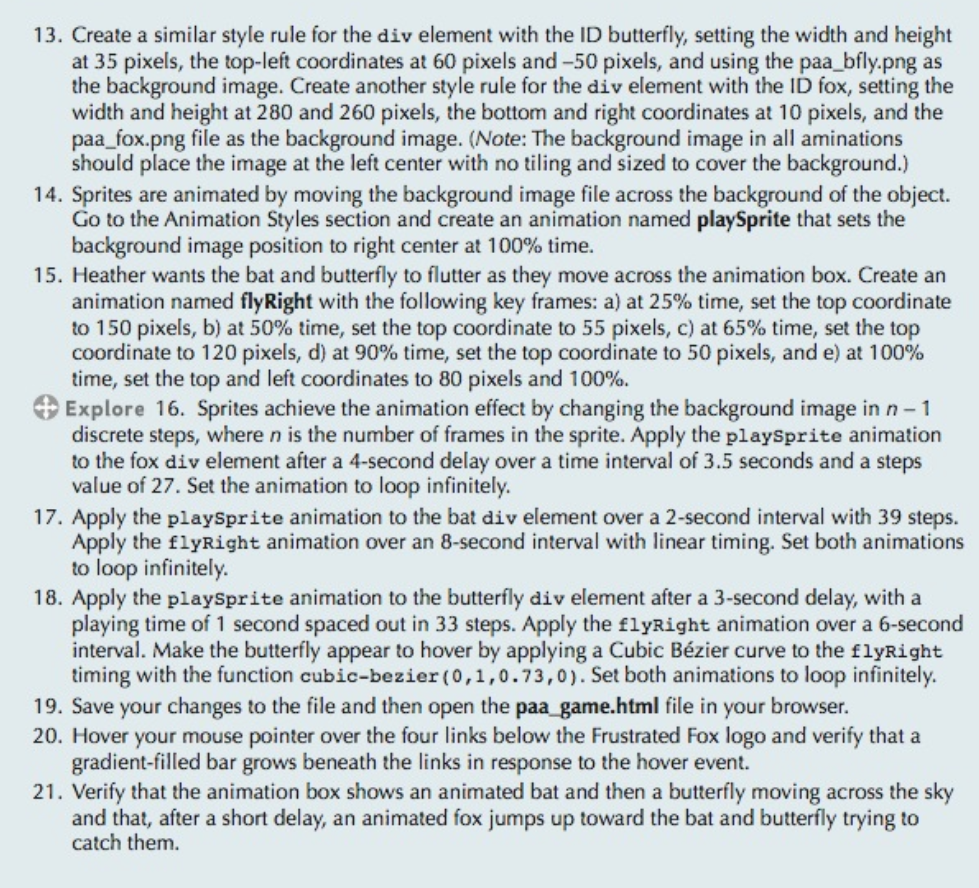 13. Create a similar style rule for the div element with the ID butterfly, setting the width and height
at 35 pixels, the top-left coordinates at 60 pixels and –50 pixels, and using the paa_bfly.png as
the background image. Create another style rule for the div element with the ID fox, setting the
width and height at 280 and 260 pixels, the bottom and right coordinates at 10 pixels, and the
paa_fox.png file as the background image. (Note: The background image in all aminations
should place the image at the left center with no tiling and sized to cover the background.)
14. Sprites are animated by moving the background image file across the background of the object.
Go to the Animation Styles section and create an animation named playSprite that sets the
background image position to right center at 100% time.
15. Heather wants the bat and butterfly to flutter as they move across the animation box. Create an
animation named flyRight with the following key frames: a) at 25% time, set the top coordinate
to 150 pixels, b) at 50% time, set the top coordinate to 55 pixels, c) at 65% time, set the top
coordinate to 120 pixels, d) at 90% time, set the top coordinate to 50 pixels, and e) at 100%
time, set the top and left coordinates to 80 pixels and 100%.
Explore 16. Sprites achieve the animation effect by changing the background image in n – 1
discrete steps, where n is the number of frames in the sprite. Apply the playSprite animation
to the fox div element after a 4-second delay over a time interval of 3.5 seconds and a steps
value of 27. Set the animation to loop infinitely.
17. Apply the playSprite animation to the bat div element over a 2-second interval with 39 steps.
Apply the flyRight animation over an 8-second interval with linear timing. Set both animations
to loop infinitely.
18. Apply the playSprite animation to the butterfly div element after a 3-second delay, with a
playing time of 1 second spaced out in 33 steps. Apply the flyRight animation over a 6-second
interval. Make the butterfly appear to hover by applying a Cubic Bézier curve to the flyRight
timing with the function cubic-bezier(0,1,0.73,0). Set both animations to loop infinitely.
19. Save your changes to the file and then open the paa_game.html file in your browser.
20. Hover your mouse pointer over the four links below the Frustrated Fox logo and verify that a
gradient-filled bar grows beneath the links in response to the hover event.
21. Verify that the animation box shows an animated bat and then a butterfly moving across the sky
and that, after a short delay, an animated fox jumps up toward the bat and butterfly trying to
catch them.